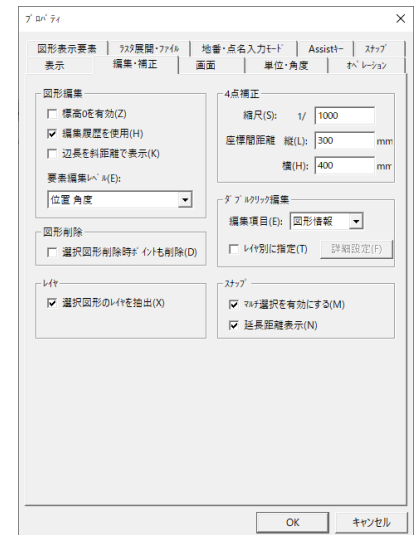 ﾌﾟﾛﾊﾟﾃｨ
図形表示要素 ﾗｽﾀ展開・ﾌｧｲﾙ 地番・点名入力ﾓｰﾄﾞ Assistｷｰ ｽﾅｯﾌﾟ
表示 編集・補正 画面 単位・角度 ｵﾍﾟﾚｰｼｮﾝ
図形編集
標高0を有効(Z)
編集履歴を使用(H)
辺長を斜距離で表示(K)
要素編集ﾚﾍﾞﾙ(E):
位置 角度
図形削除
選択図形削除時ﾎﾟｲﾝﾄも削除(D)
ﾚｲﾔ
選択図形のﾚｲﾔを抽出(X)
4点補正
縮尺(S): 1/ 1000
座標間距離 縦(L): 300 mm
横(H): 400 mm
ﾀﾞﾌﾞﾙｸﾘｯｸ編集
編集項目(E): 図形情報
ﾚｲﾔ別に指定(T) 詳細設定(F)
ｽﾅｯﾌﾟ
ﾏﾙﾁ選択を有効にする(M)
延長距離表示(N)
OK キャンセル